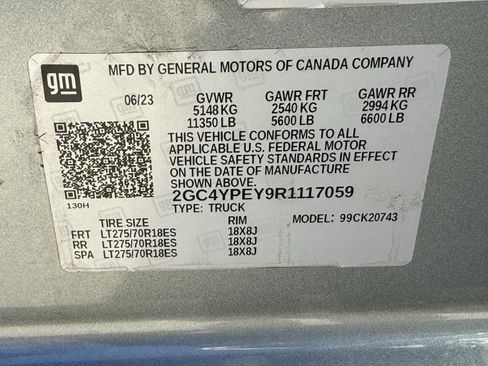 gm
MFD BY GENERAL MOTORS OF CANADA COMPANY
06/23 GVWR GAWR FRT GAWR RR
5148 KG 2540 KG 2994 KG
11350 LB 5600 LB 6600 LB
THIS VEHICLE CONFORMS TO ALL
APPLICABLE U.S. FEDERAL MOTOR
VEHICLE SAFETY STANDARDS IN EFFECT
ON THE DATE OF MANUFACTURE
SHOWN ABOVE.
2GC4YPEY9R1117059
130H
TYPE: TRUCK
TIRE SIZE RIM MODEL: 99CK20743
FRT LT275/70R18ES 18X8J
RR LT275/70R18ES 18X8J
SPA LT275/70R18ES 18X8J